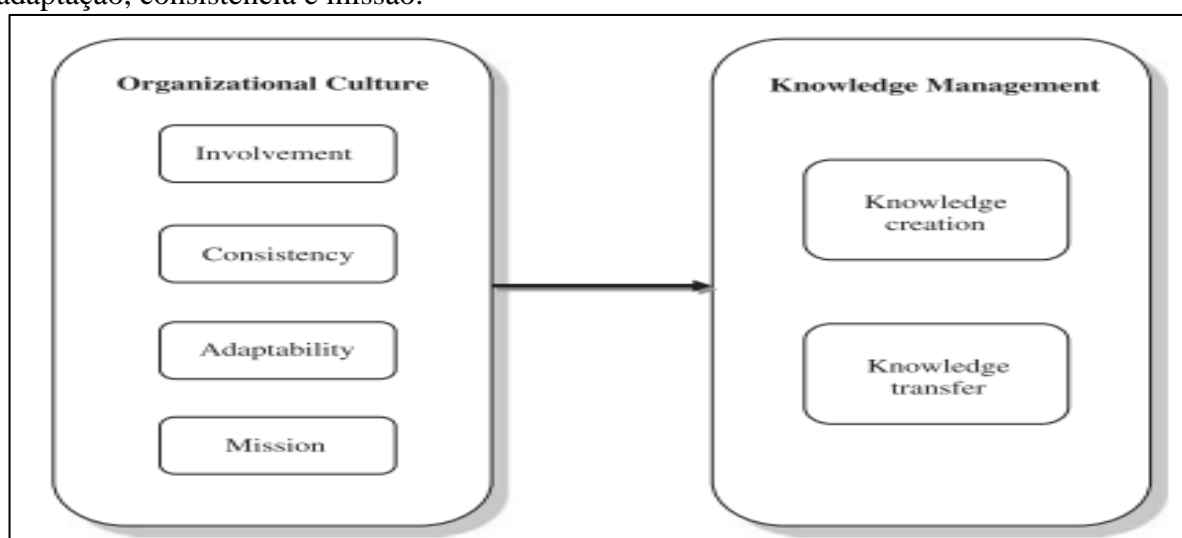 adaptação, consistência e missão.
Organizational Culture
Involvement
Consistency
Adaptability
Mission
Knowledge Management
Knowledge
creation
Knowledge
transfer